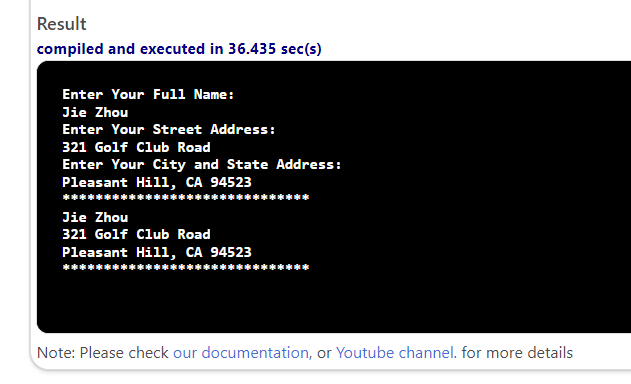 Result
compiled and executed in 36.435 sec(s)
Enter Your Full Name:
Jie Zhou
Enter Your Street Address:
321 Golf Club Road
Enter Your City and State Address:
Pleasant Hill, CA 94523
******************************
Jie Zhou
321 Golf Club Road
Pleasant Hill, CA 94523
******************************
Note: Please check our documentation, or Youtube channel. for more details